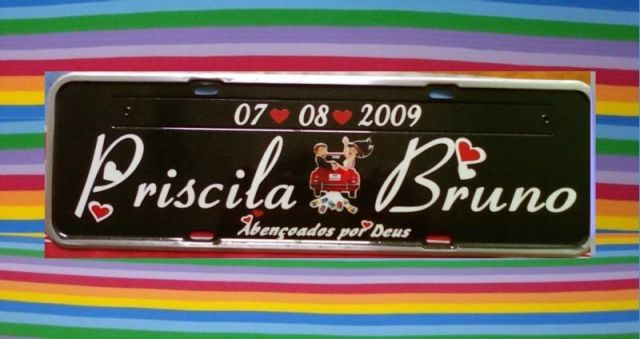 07 ♥ 08 ♥ 2009
Priscila Bruno
Abençoados por Deus